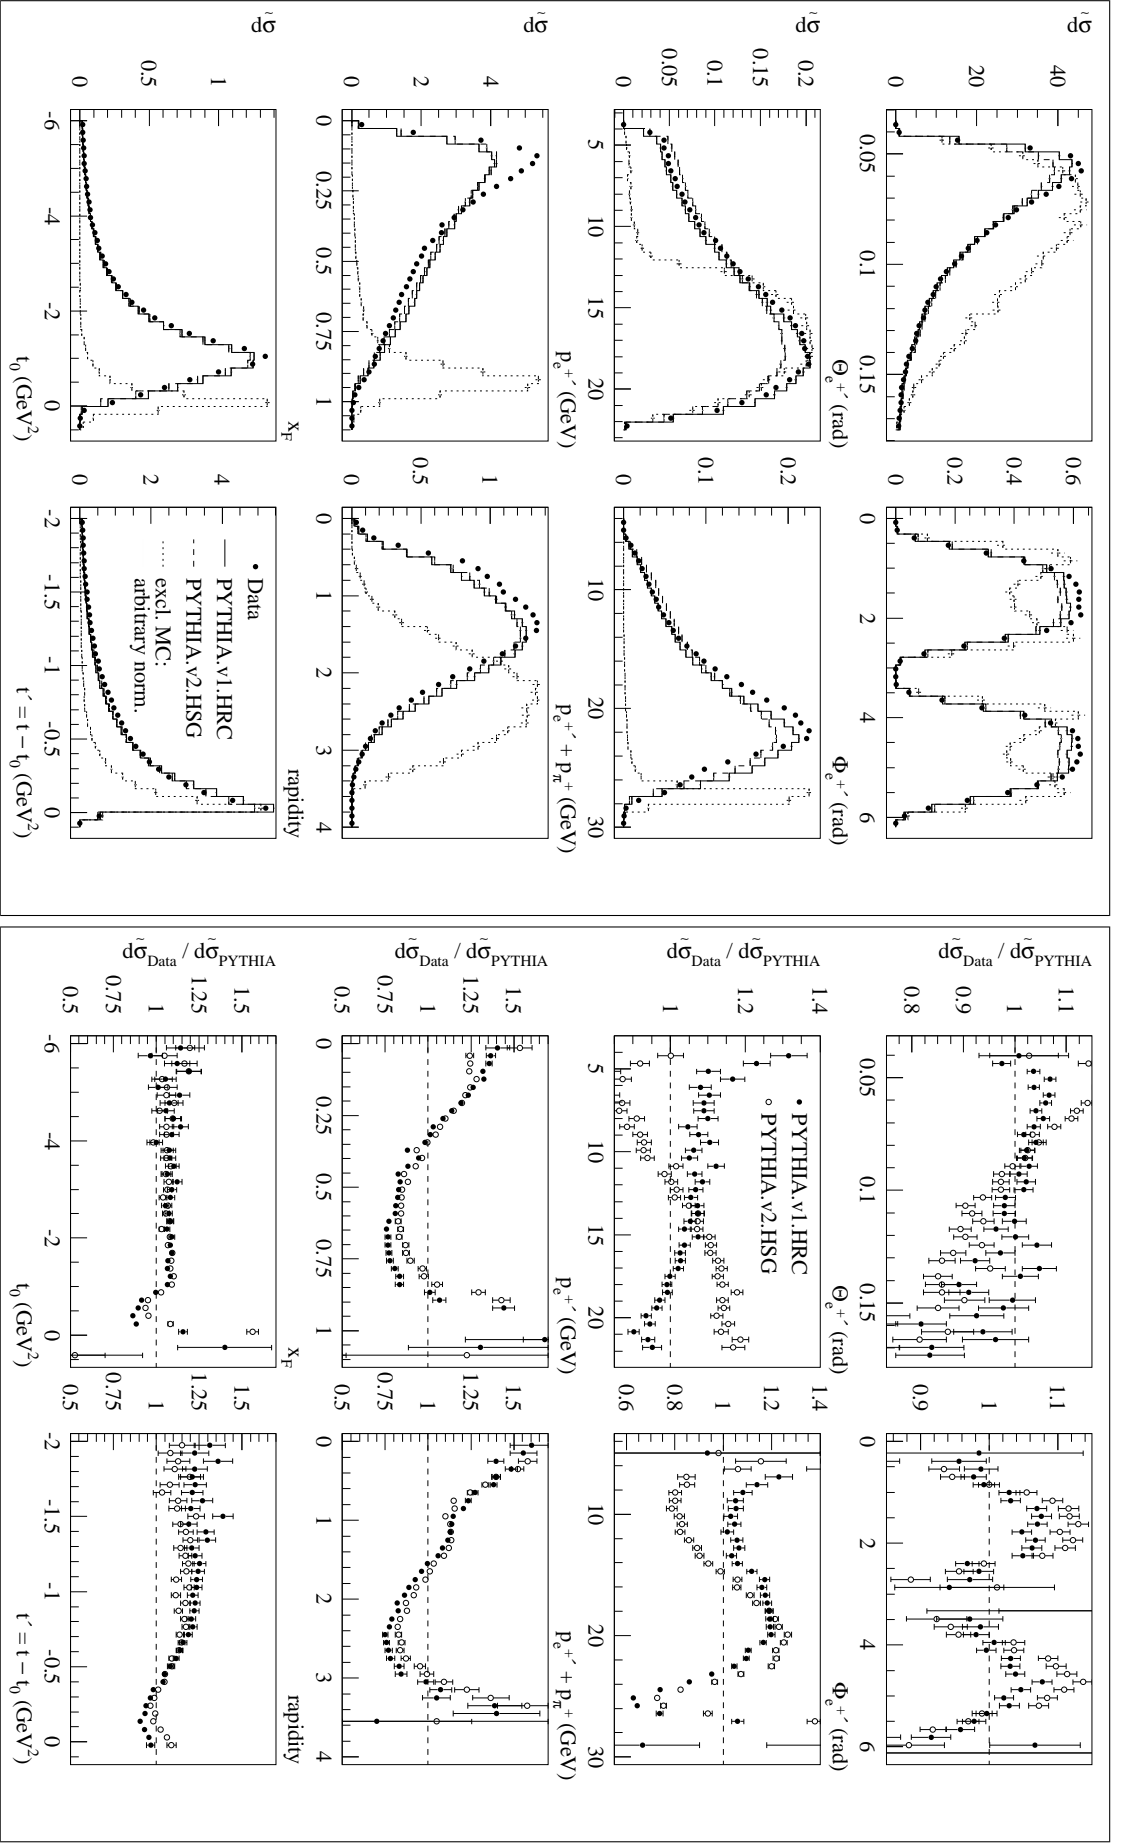 dσ̃
40
20
0
0.05 0.1 0.15
Θe+´ (rad)
0.6
0.4
0.2
0
0 2 4 6
Φe+´ (rad)
dσ̃
0.2
0.15
0.1
0.05
0
5 10 15 20
pe+´ (GeV)
0.2
0.1
0
10 20 30
pe+´ + pπ+ (GeV)
dσ̃
4
2
0
0 0.25 0.5 0.75 1
xF
1
0.5
0
0 1 2 3 4
rapidity
dσ̃
1
0.5
0
-6 -4 -2 0
t0 (GeV²)
4
2
0
Data
PYTHIA.v1.HRC
PYTHIA.v2.HSG
excl. MC:
arbitrary norm.
-2 -1.5 -1 -0.5 0
t´ = t – t0 (GeV²)
dσ̃Data / dσ̃PYTHIA
1.1
1
0.9
0.8
0.05 0.1 0.15
Θe+´ (rad)
1.1
1
0.9
0 2 4 6
Φe+´ (rad)
dσ̃Data / dσ̃PYTHIA
1.4
1.2
1
PYTHIA.v1.HRC
PYTHIA.v2.HSG
5 10 15 20
pe+´ (GeV)
1.4
1.2
1
0.8
0.6
10 20 30
pe+´ + pπ+ (GeV)
dσ̃Data / dσ̃PYTHIA
1.5
1.25
1
0.75
0.5
0 0.25 0.5 0.75 1
xF
1.5
1.25
1
0.75
0.5
0 1 2 3 4
rapidity
dσ̃Data / dσ̃PYTHIA
1.5
1.25
1
0.75
0.5
-6 -4 -2 0
t0 (GeV²)
1.5
1.25
1
0.75
0.5
-2 -1.5 -1 -0.5 0
t´ = t – t0 (GeV²)